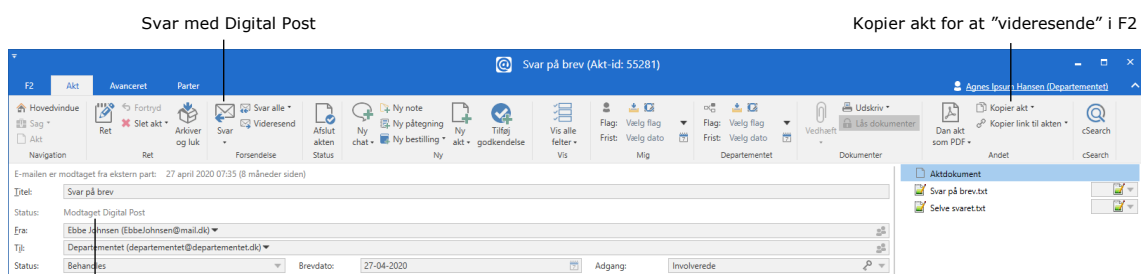 Svar med Digital Post
Kopier akt for at ”videresende” i F2
Svar på brev (Akt-id: 55281)
F2 Akt Avanceret Parter
Agnes Ipsum Hansen (Departementet)
Hovedvindue
Sag
Akt
Navigation
Ret
Fortryd
Slet akt
Arkiver og luk
Ret
Svar
Svar alle
Videresend
Forsendelse
Afslut akten
Status
Ny chat
Ny note
Ny påtegning
Ny bestilling
Ny akt
Tilføj godkendelse
Ny
Vis alle felter
Vis
Flag: Vælg flag
Frist: Vælg dato
Mig
Flag: Vælg flag
Frist: Vælg dato
Departementet
Vedhæft
Udskriv
Lås dokumenter
Dokumenter
Dan akt som PDF
Kopier akt
Kopier link til akten
Andet
cSearch
cSearch
E-mailen er modtaget fra ekstern part: 27 april 2020 07:35 (8 måneder siden)
Titel: Svar på brev
Status: Modtaget Digital Post
Fra: Ebbe Johnsen (EbbeJohnsen@mail.dk)
Til: Departementet (departementet@departementet.dk)
Status: Behandles Brevdato: 27-04-2020 Adgang: Involverede
Aktdokument
Svar på brev.txt
Selve svaret.txt